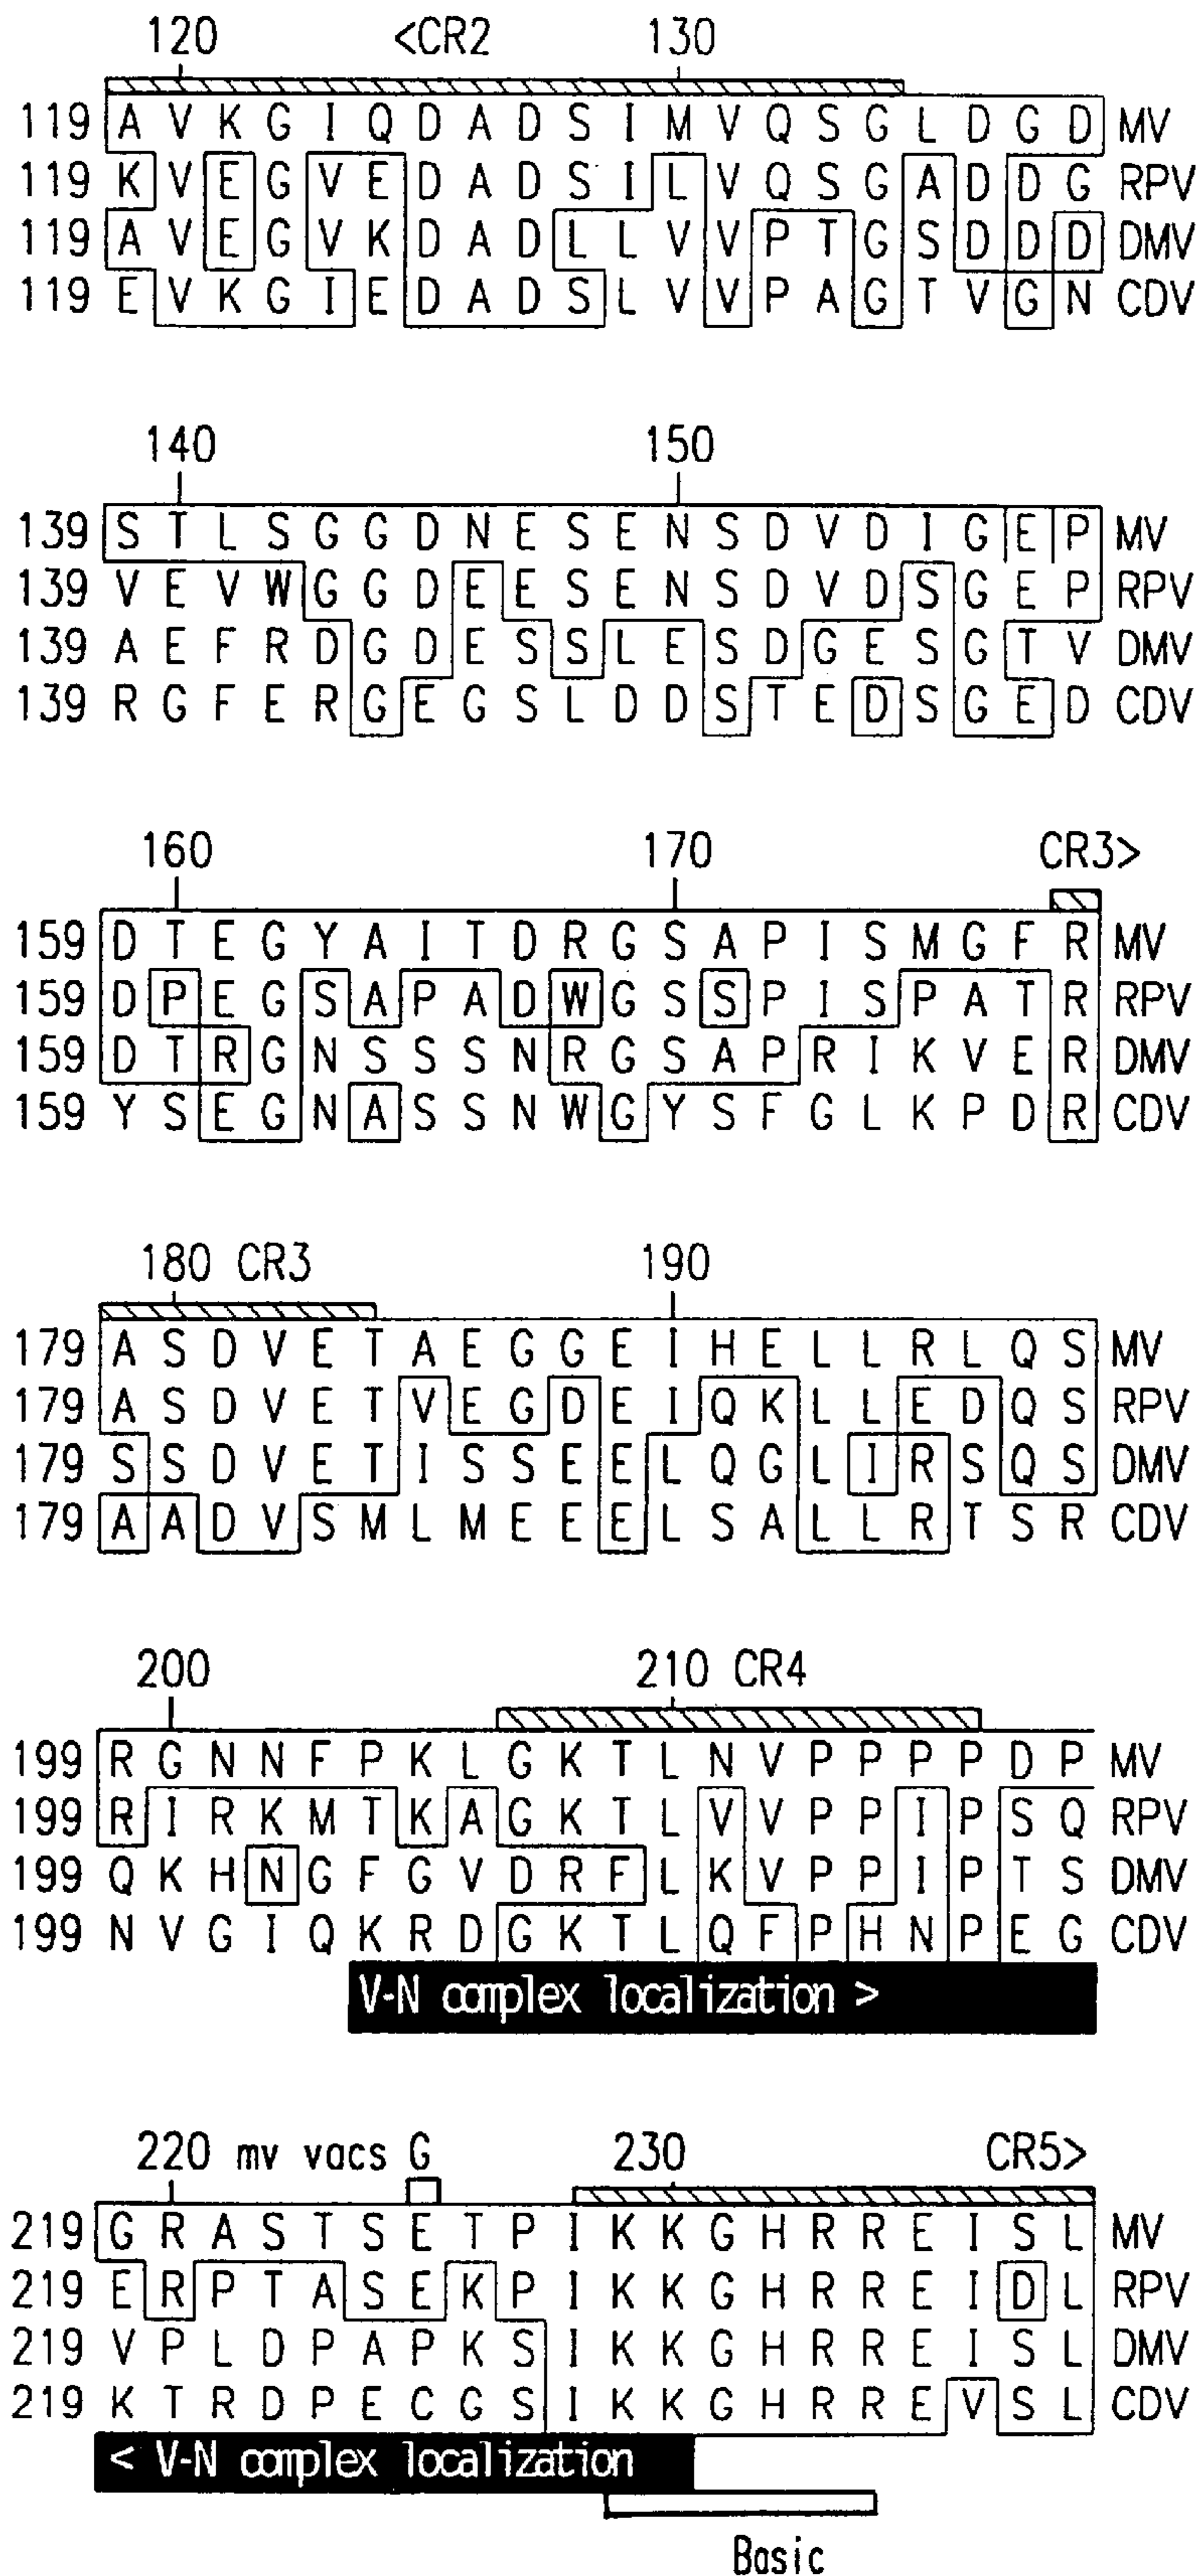 120 <CR2 130
119 A V K G I Q D A D S I M V Q S G L D G D MV
119 K V E G V E D A D S I L V Q S G A D D G RPV
119 A V E G V K D A D L L V V P T G S D D D DMV
119 E V K G I E D A D S L V V P A G T V G N CDV
140 150
139 S T L S G G D N E S E N S D V D I G E P MV
139 V E V W G G D E E S E N S D V D S G E P RPV
139 A E F R D G D E S S L E S D G E S G T V DMV
139 R G F E R G E G S L D D S T E D S G E D CDV
160 170 CR3>
159 D T E G Y A I T D R G S A P I S M G F R MV
159 D P E G S A P A D W G S S P I S P A T R RPV
159 D T R G N S S S N R G S A P R I K V E R DMV
159 Y S E G N A S S N W G Y S F G L K P D R CDV
180 CR3 190
179 A S D V E T A E G G E I H E L L R L Q S MV
179 A S D V E T V E G D E I Q K L L E D Q S RPV
179 S S D V E T I S S E E L Q G L I R S Q S DMV
179 A A D V S M L M E E E L S A L L R T S R CDV
200 210 CR4
199 R G N N F P K L G K T L N V P P P P D P MV
199 R I R K M T K A G K T L V V P P I P S Q RPV
199 Q K H N G F G V D R F L K V P P I P T S DMV
199 N V G I Q K R D G K T L Q F P H N P E G CDV
V-N complex localization >
220 mv vacs G 230 CR5>
219 G R A S T S E T P I K K G H R R E I S L MV
219 E R P T A S E K P I K K G H R R E I D L RPV
219 V P L D P A P K S I K K G H R R E I S L DMV
219 K T R D P E C G S I K K G H R R E V S L CDV
< V-N complex localization
Basic